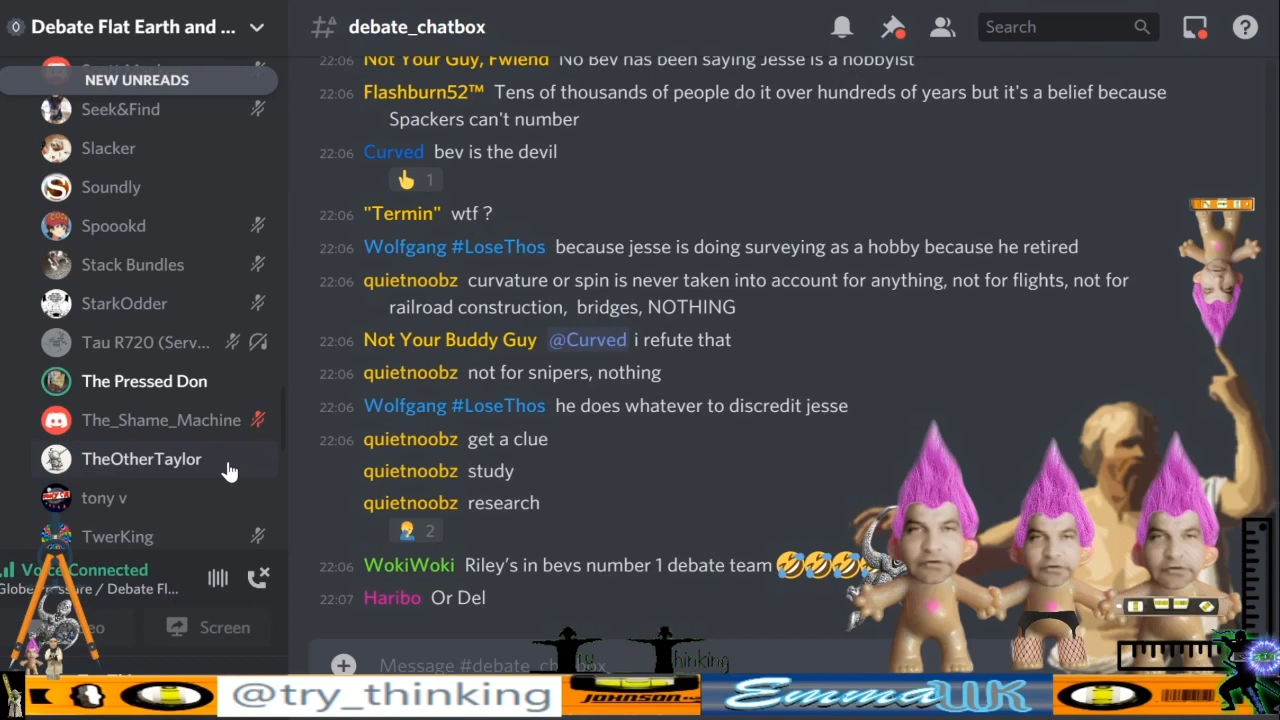 Debate Flat Earth and ...
debate_chatbox
Search
NEW UNREADS
Seek&Find
Slacker
Soundly
Spoookd
Stack Bundles
StarkOdder
Tau R720 (Serv...
The Pressed Don
The_Shame_Machine
TheOtherTaylor
tony v
TwerKing
Voice Connected
Screen
22:06 Not Your Guy, Fwiend No Bev has been saying Jesse is a hobbyist
22:06 Flashburn52™ Tens of thousands of people do it over hundreds of years but it's a belief because
Spackers can't number
22:06 Curved bev is the devil
1
22:06 "Termin" wtf ?
22:06 Wolfgang #LoseThos because jesse is doing surveying as a hobby because he retired
22:06 quietnoobz curvature or spin is never taken into account for anything, not for flights, not for
railroad construction, bridges, NOTHING
22:06 Not Your Buddy Guy @Curved i refute that
22:06 quietnoobz not for snipers, nothing
22:06 Wolfgang #LoseThos he does whatever to discredit jesse
22:06 quietnoobz get a clue
22:06 quietnoobz study
22:06 quietnoobz research
2
22:06 WokiWoki Riley’s in bevs number 1 debate team 🤣🤣🤣
22:07 Haribo Or Del
Message #debate_chatbox
@try_thinking
JOHNSON
EmmaUK